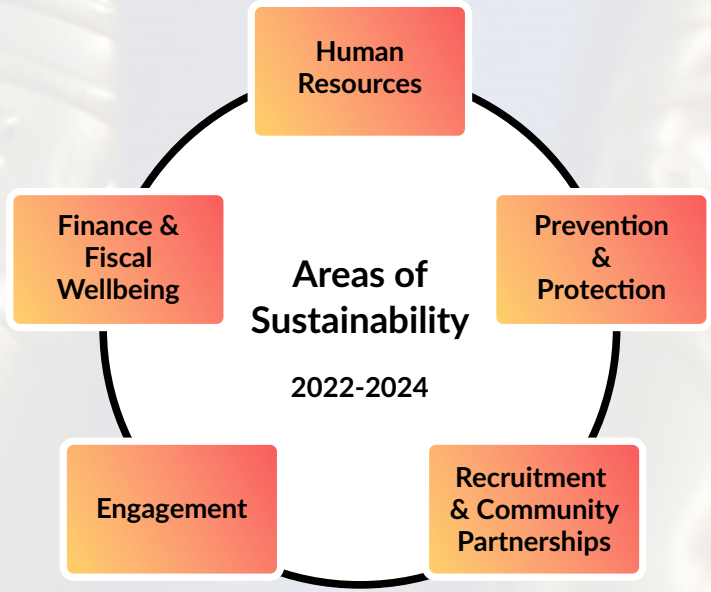 Human
Resources
Finance &
Fiscal
Wellbeing
Prevention
&
Protection
Areas of
Sustainability
2022-2024
Engagement
Recruitment
& Community
Partnerships